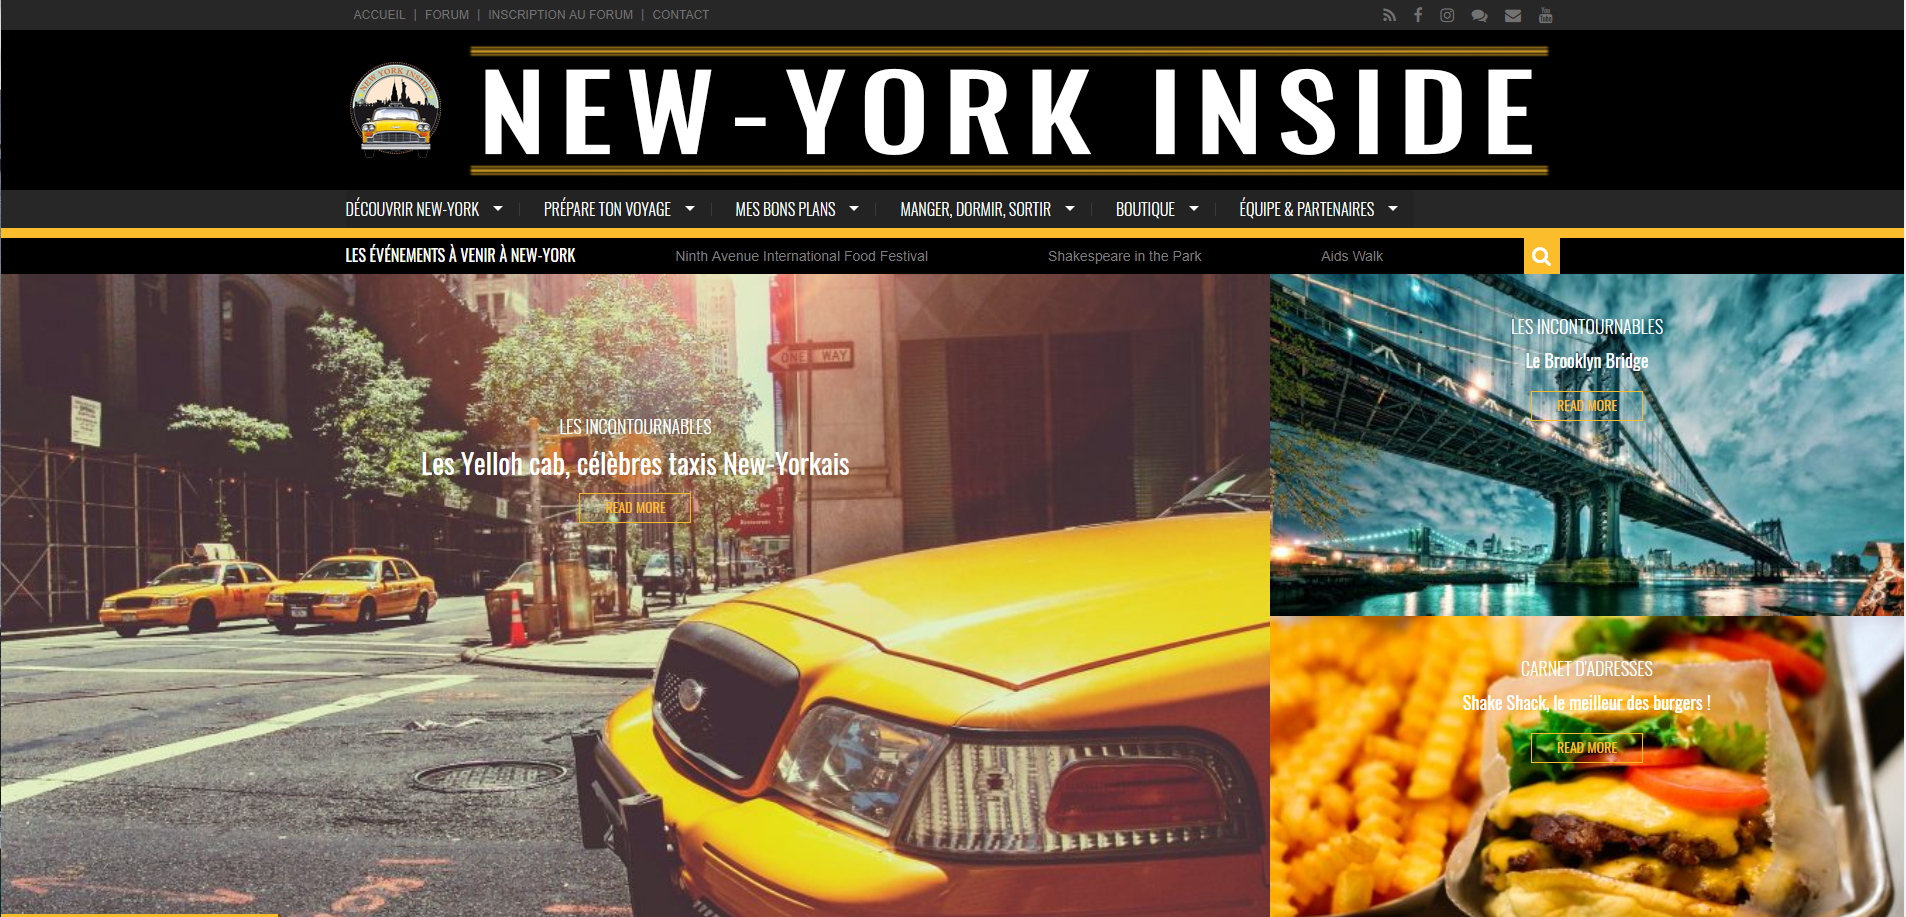 ACCUEIL | FORUM | INSCRIPTION AU FORUM | CONTACT
NEW YORK INSIDE
NEW-YORK INSIDE
DÉCOUVRIR NEW-YORK
PRÉPARE TON VOYAGE
MES BONS PLANS
MANGER, DORMIR, SORTIR
BOUTIQUE
ÉQUIPE & PARTENAIRES
LES ÉVÉNEMENTS À VENIR À NEW-YORK
Ninth Avenue International Food Festival
Shakespeare in the Park
Aids Walk
ONE WAY
LES INCONTOURNABLES
Les Yelloh cab, célèbres taxis New-Yorkais
READ MORE
LES INCONTOURNABLES
Le Brooklyn Bridge
READ MORE
CARNET D'ADRESSES
Shake Shack, le meilleur des burgers !
READ MORE